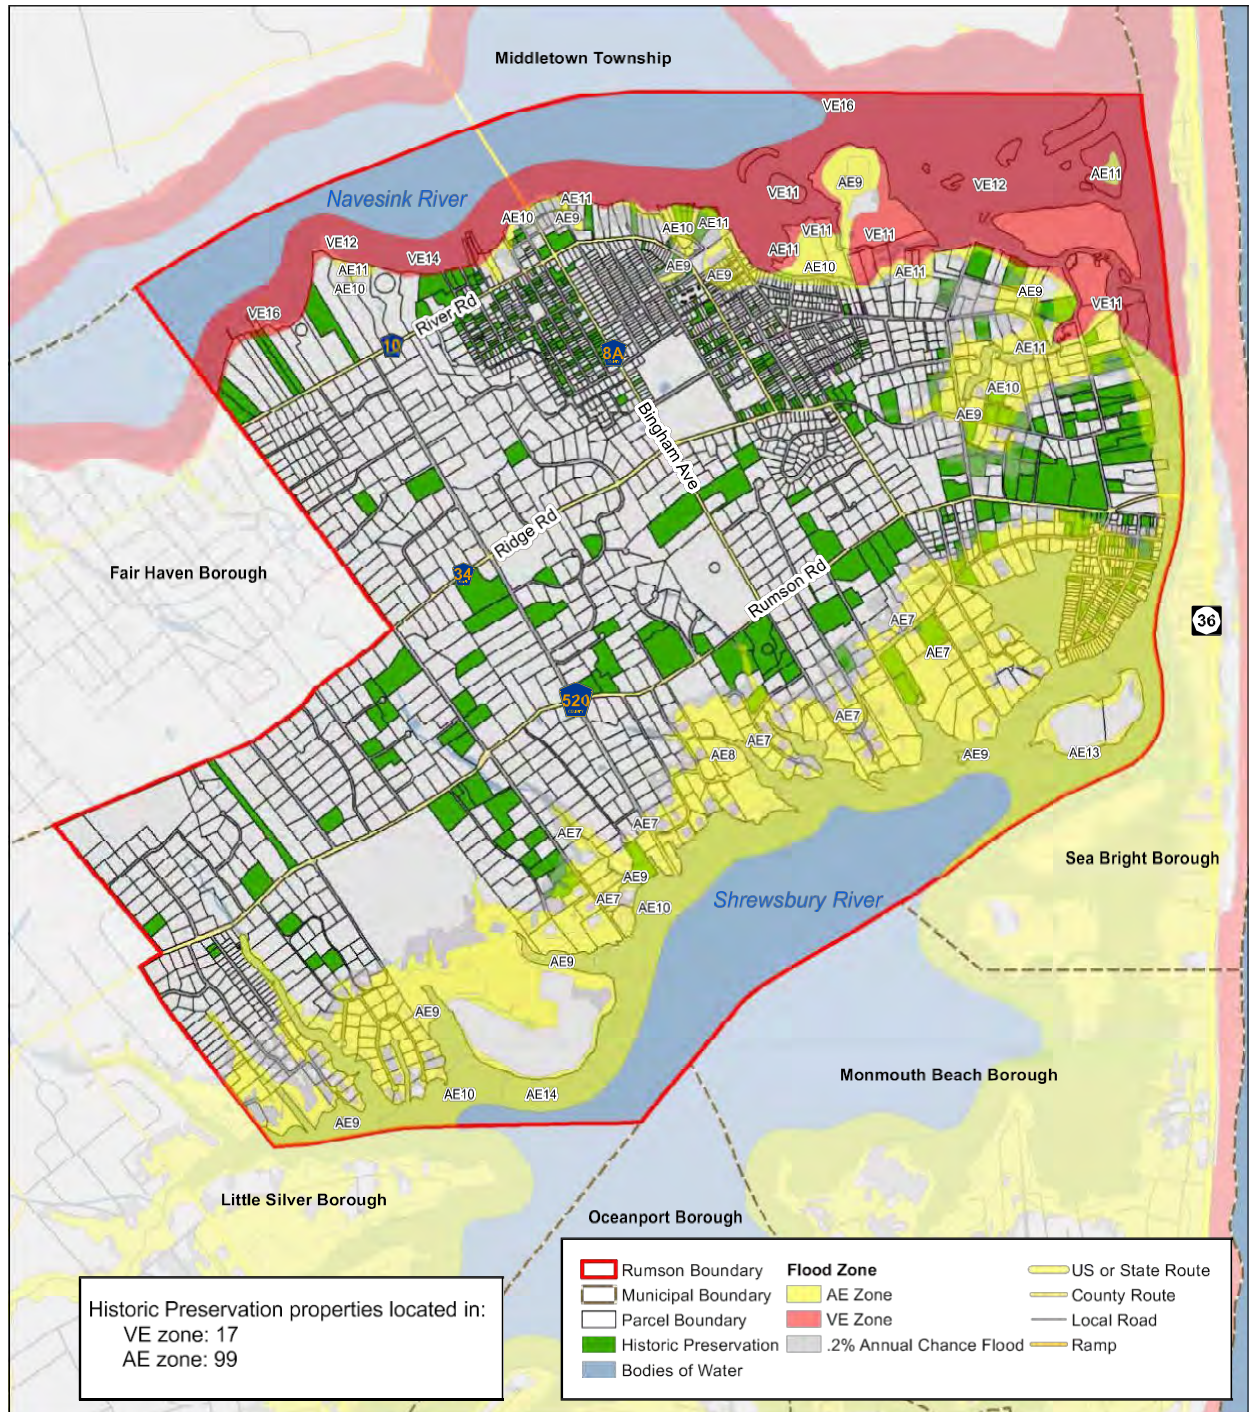 Middletown Township
VE16
Navesink River
AE11
AE10
AE9
AE10
AE11
AE9
AE9
VE11
AE9
VE12
AE11
VE11
VE11
AE11
AE10
AE11
AE9
VE11
VE12
VE14
AE11
AE10
VE16
River Rd
10
8A
AE11
AE10
AE9
Bingham Ave
Ridge Rd
34
Fair Haven Borough
Rumson Rd
36
AE7
AE7
520
COUNTY
AE7
AE7
AE8
AE9
AE13
AE7
AE7
AE9
AE7
AE10
Sea Bright Borough
Shrewsbury River
AE9
AE9
AE10
AE14
AE9
Monmouth Beach Borough
Little Silver Borough
Oceanport Borough
Historic Preservation properties located in:
VE zone: 17
AE zone: 99
Rumson Boundary
Municipal Boundary
Parcel Boundary
Historic Preservation
Bodies of Water
Flood Zone
AE Zone
VE Zone
.2% Annual Chance Flood
US or State Route
County Route
Local Road
Ramp